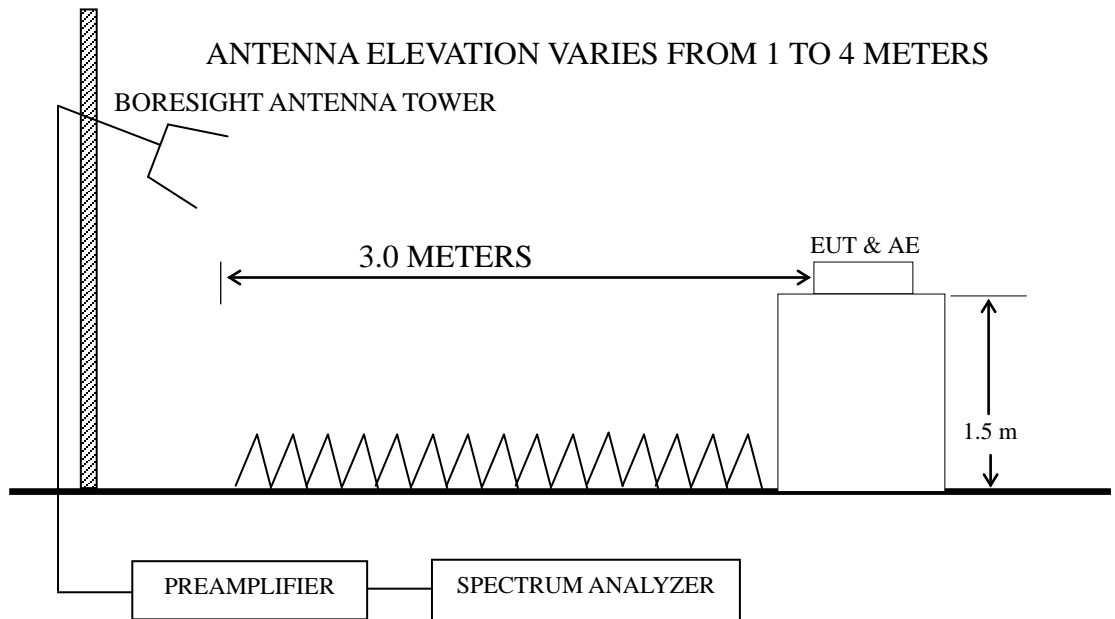 ANTENNA ELEVATION VARIES FROM 1 TO 4 METERS
BORESIGHT ANTENNA TOWER
EUT & AE
3.0 METERS
1.5 m
PREAMPLIFIER
SPECTRUM ANALYZER